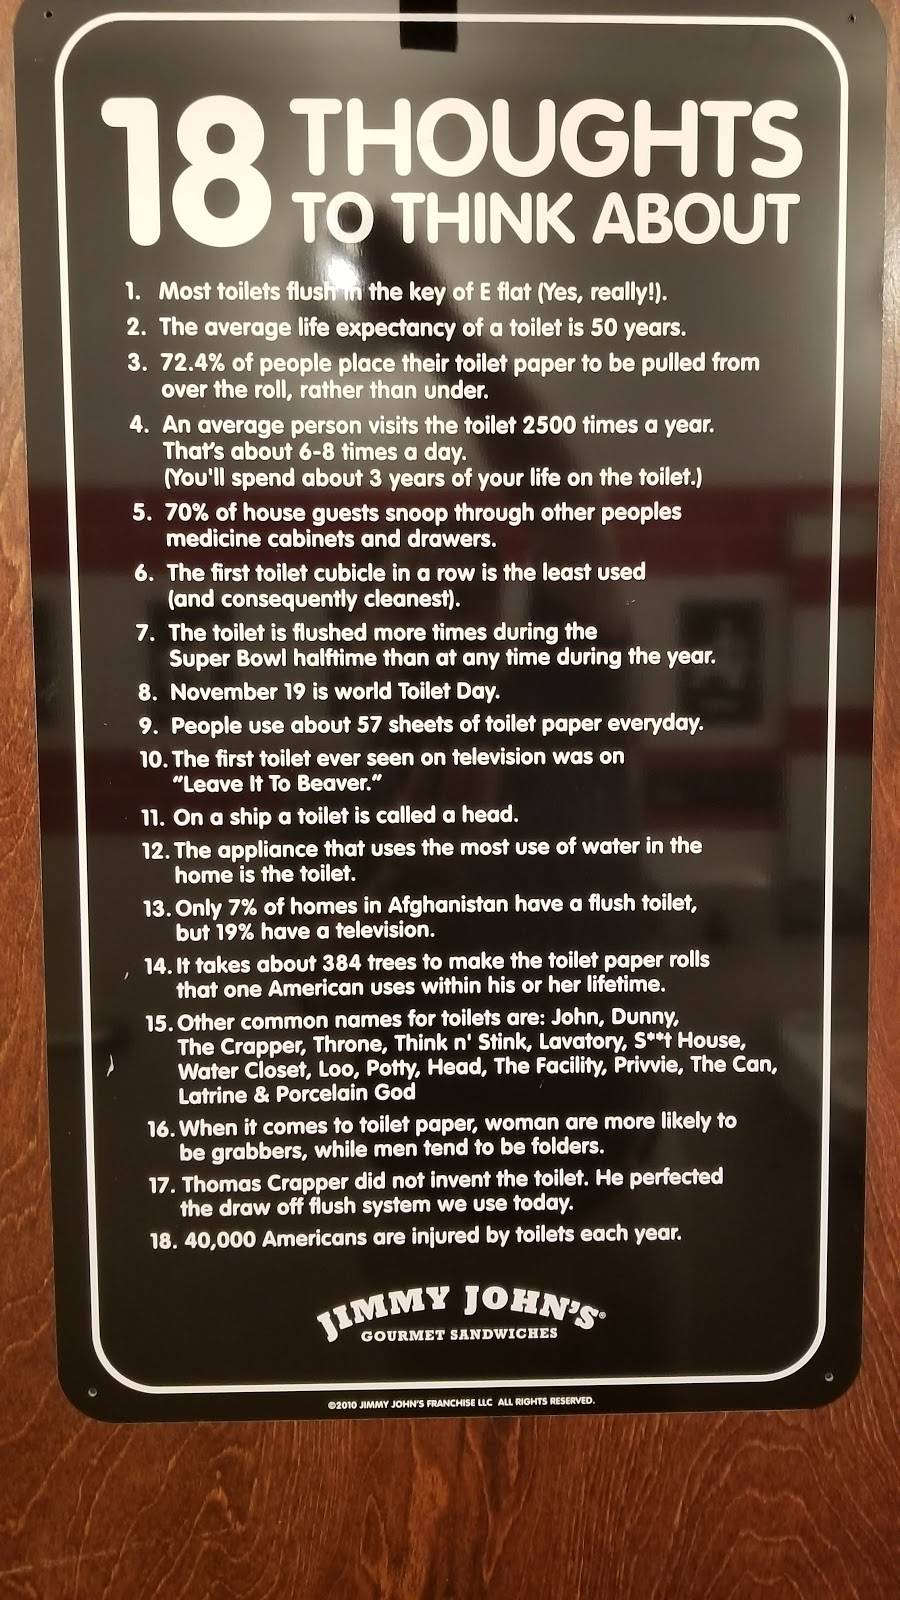 18 THOUGHTS
TO THINK ABOUT
1. Most toilets flush in the key of E flat (Yes, really!).
2. The average life expectancy of a toilet is 50 years.
3. 72.4% of people place their toilet paper to be pulled from
over the roll, rather than under.
4. An average person visits the toilet 2500 times a year.
That's about 6-8 times a day.
(You'll spend about 3 years of your life on the toilet.)
5. 70% of house guests snoop through other peoples
medicine cabinets and drawers.
6. The first toilet cubicle in a row is the least used
(and consequently cleanest).
7. The toilet is flushed more times during the
Super Bowl halftime than at any time during the year.
8. November 19 is world Toilet Day.
9. People use about 57 sheets of toilet paper everyday.
10. The first toilet ever seen on television was on
"Leave It To Beaver."
11. On a ship a toilet is called a head.
12. The appliance that uses the most use of water in the
home is the toilet.
13. Only 7% of homes in Afghanistan have a flush toilet,
but 19% have a television.
14. It takes about 384 trees to make the toilet paper rolls
that one American uses within his or her lifetime.
15. Other common names for toilets are: John, Dunny,
The Crapper, Throne, Think n' Stink, Lavatory, S**t House,
Water Closet, Loo, Potty, Head, The Facility, Privvie, The Can,
Latrine & Porcelain God
16. When it comes to toilet paper, woman are more likely to
be grabbers, while men tend to be folders.
17. Thomas Crapper did not invent the toilet. He perfected
the draw off flush system we use today.
18. 40,000 Americans are injured by toilets each year.
JIMMY JOHN'S®
GOURMET SANDWICHES
©2010 JIMMY JOHN'S FRANCHISE LLC ALL RIGHTS RESERVED.